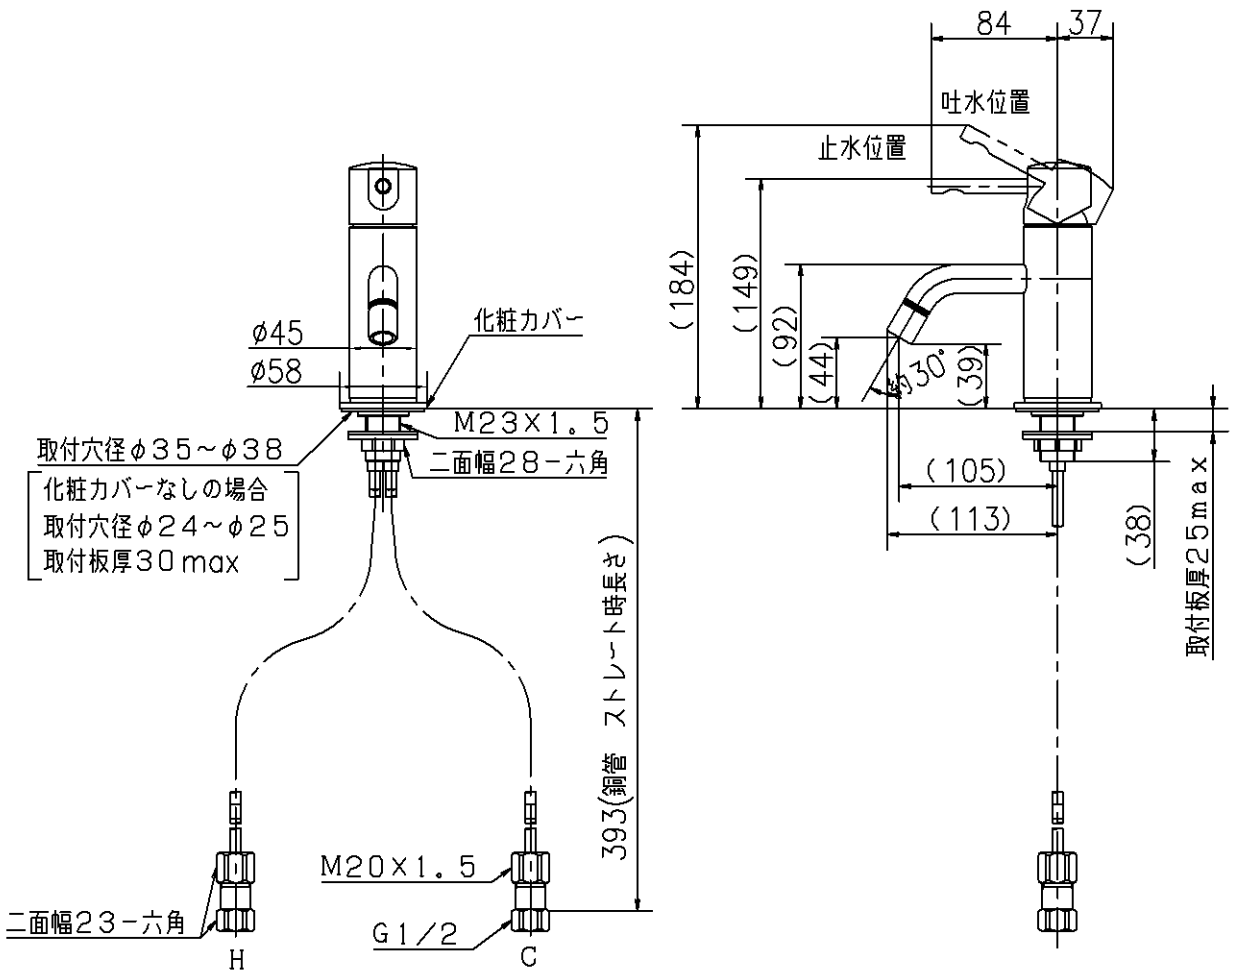 84
37
吐水位置
止水位置
(184)
(149)
(92)
(44)
約30°
(39)
φ45
φ58
化粧カバー
M23×1.5
取付穴径φ35~φ38
二面幅28-六角
化粧カバーなしの場合
取付穴径φ24~φ25
取付板厚30max
(105)
(113)
(38)
取付板厚25max
393(銅管 ストレート時長さ)
M20×1.5
二面幅23-六角
G1/2
H
C